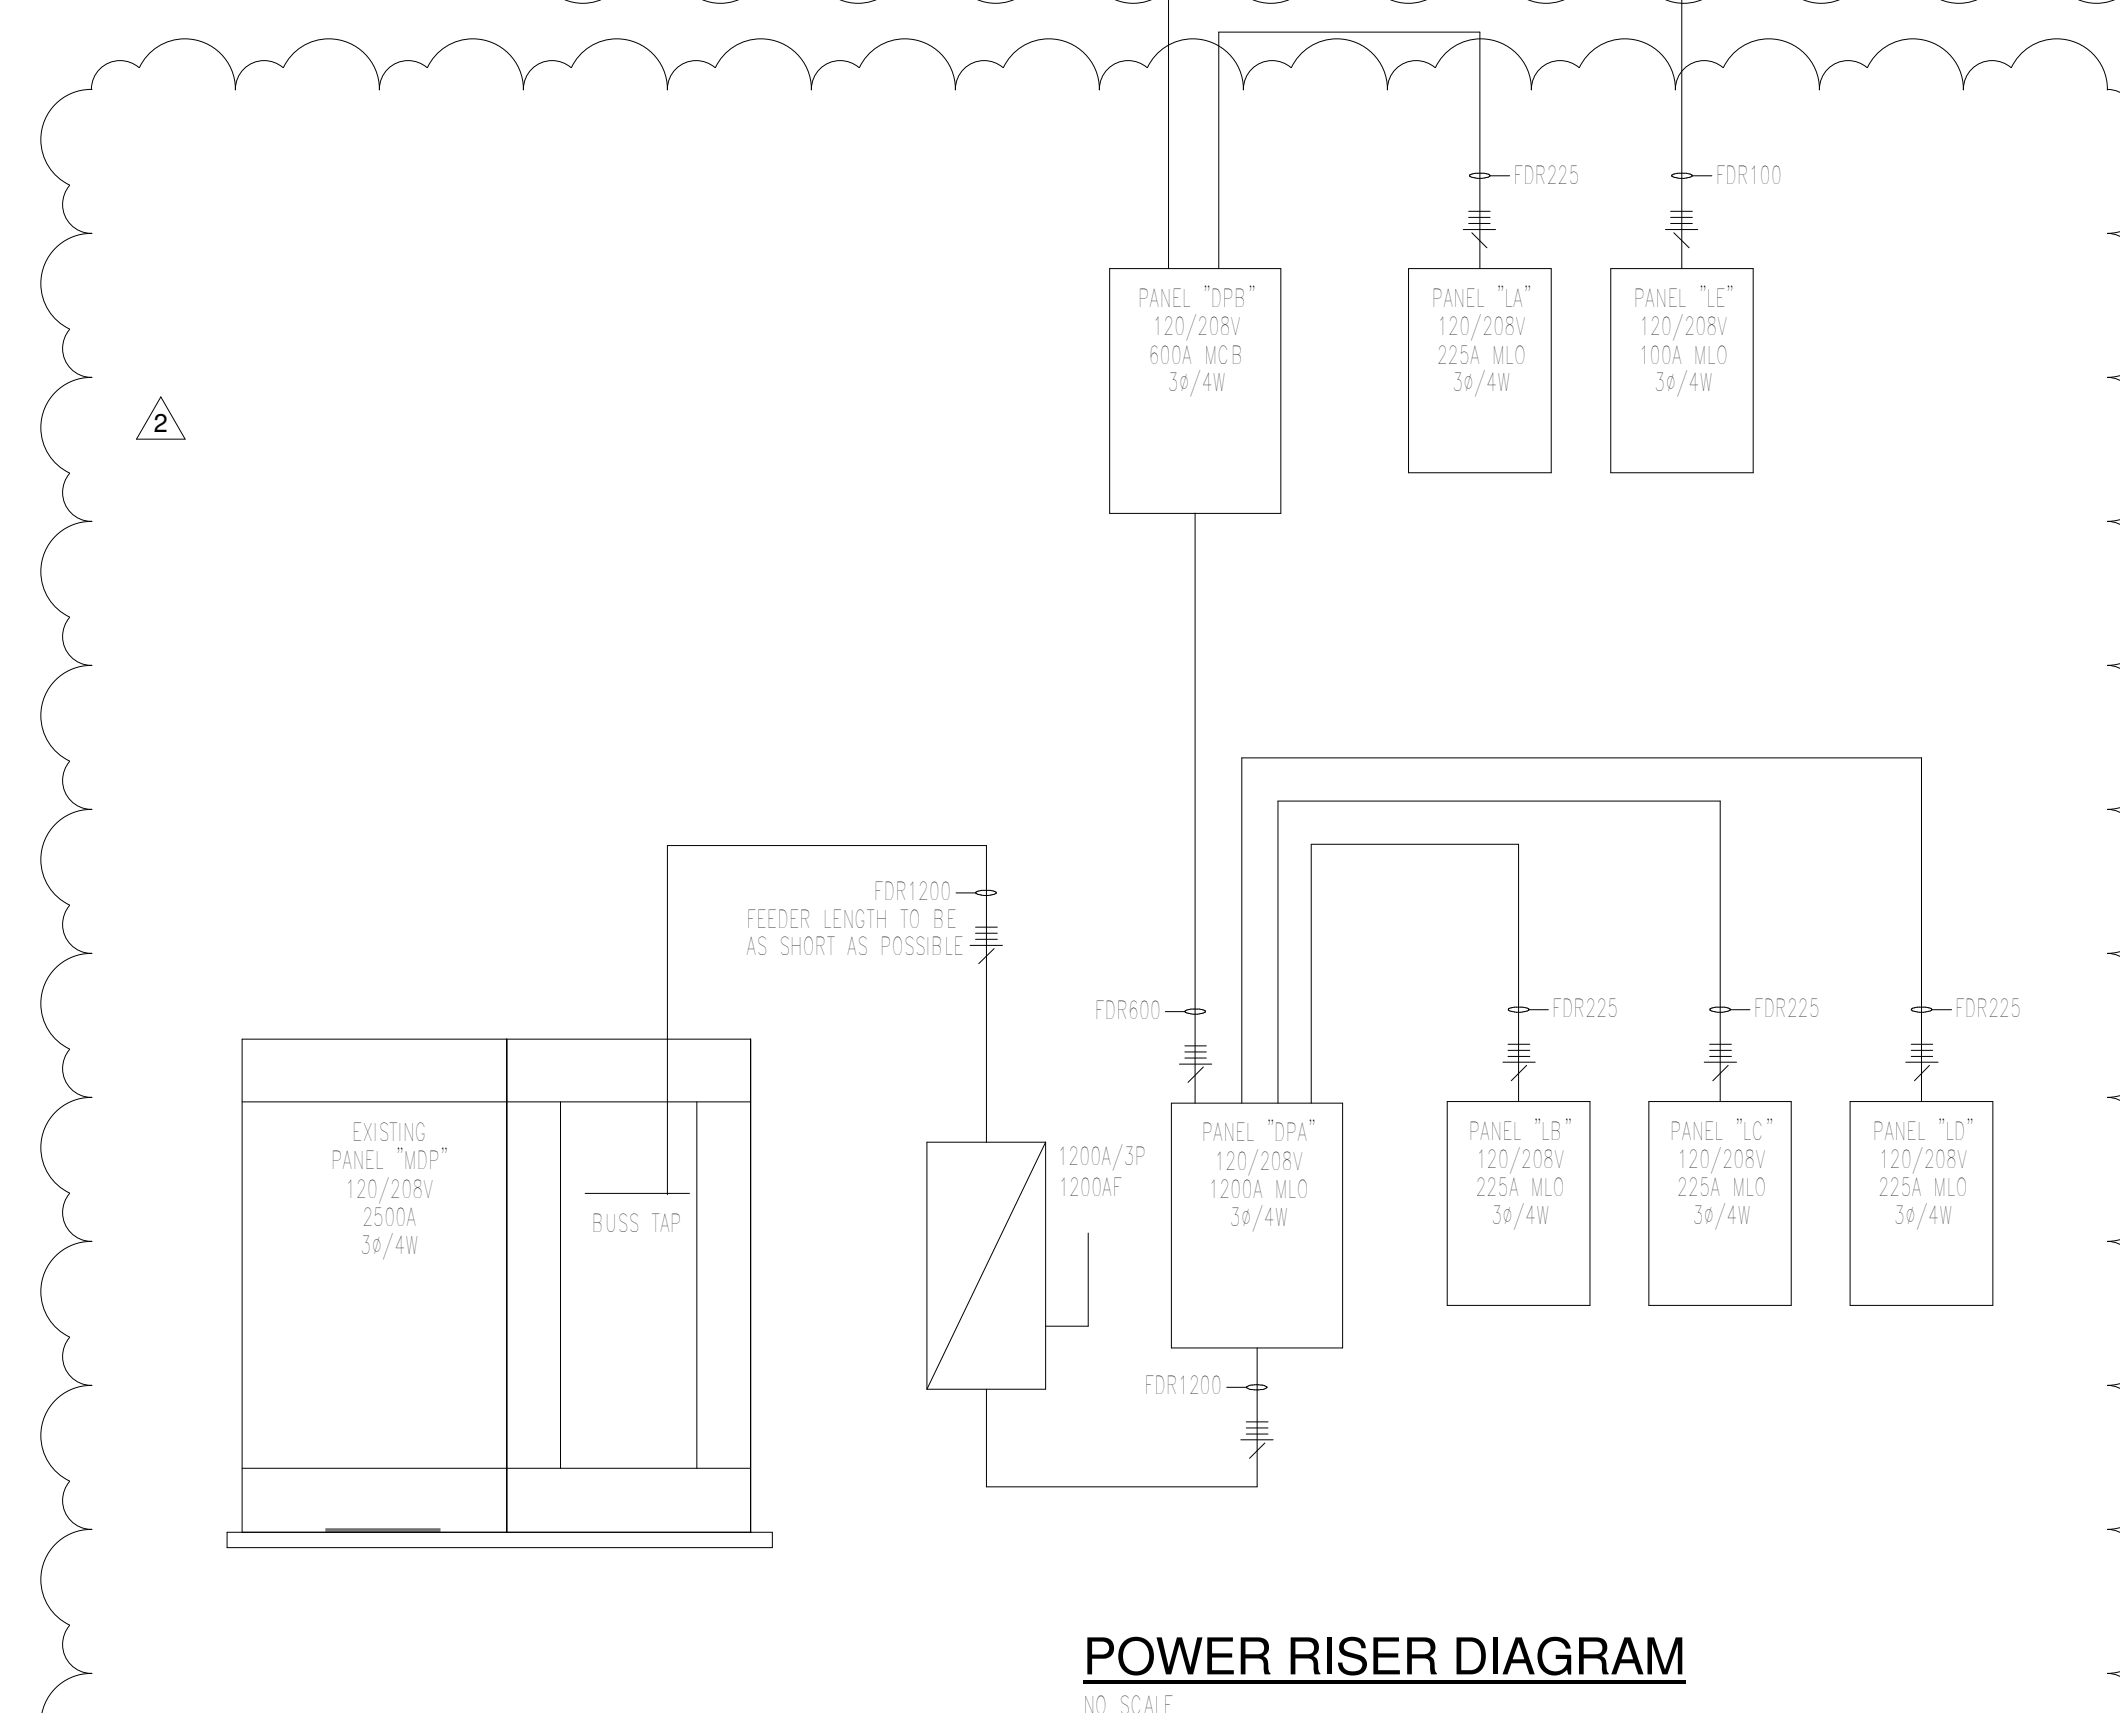 FDR225
FDR100
PANEL "DPB"
120/208V
600A MCB
3ø/4W
PANEL "LA"
120/208V
225A MLO
3ø/4W
PANEL "LE"
120/208V
100A MLO
3ø/4W
2
FDR1200
FEEDER LENGTH TO BE
AS SHORT AS POSSIBLE
FDR600
FDR225
FDR225
FDR225
EXISTING
PANEL "MDP"
120/208V
2500A
3ø/4W
BUSS TAP
1200A/3P
1200AF
PANEL "DPA"
120/208V
1200A MLO
3ø/4W
PANEL "LB"
120/208V
225A MLO
3ø/4W
PANEL "LC"
120/208V
225A MLO
3ø/4W
PANEL "LD"
120/208V
225A MLO
3ø/4W
FDR1200
POWER RISER DIAGRAM
NO SCALE